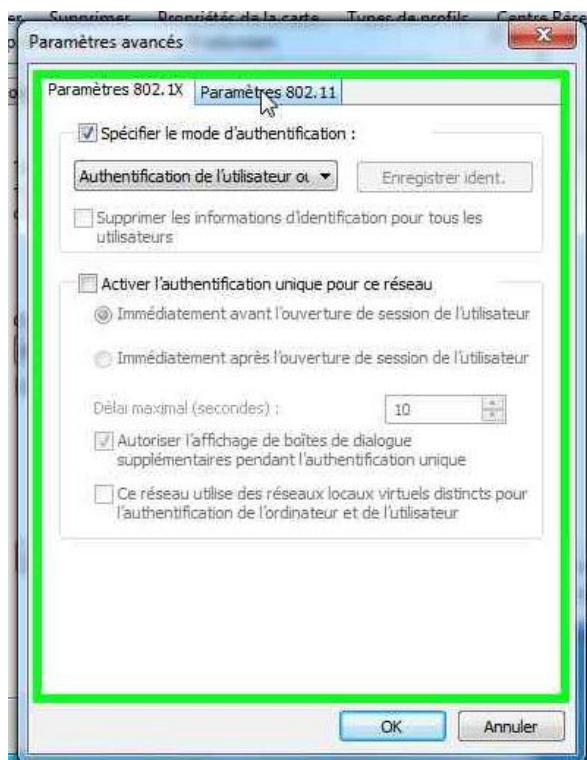 Supprimer Propriétés de la carte Types de profils Centre Rés
Paramètres avancés
Paramètres 802.1X Paramètres 802.11
Spécifier le mode d'authentification :
Authentification de l'utilisateur ou Enregistrer ident.
Supprimer les informations d'identification pour tous les
utilisateurs
Activer l'authentification unique pour ce réseau
Immédiatement avant l'ouverture de session de l'utilisateur
Immédiatement après l'ouverture de session de l'utilisateur
Délai maximal (secondes) : 10
Autoriser l'affichage de boîtes de dialogue
supplémentaires pendant l'authentification unique
Ce réseau utilise des réseaux locaux virtuels distincts pour
l'authentification de l'ordinateur et de l'utilisateur
OK Annuler